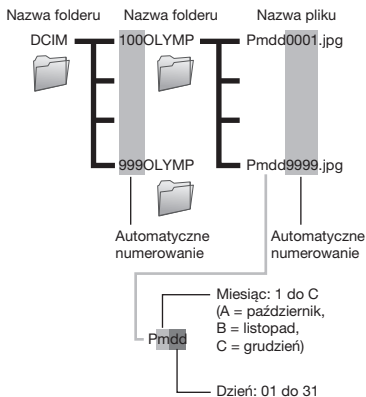 Nazwa folderu Nazwa folderu Nazwa pliku
DCIM 100OLYMP Pmdd0001.jpg
999OLYMP Pmdd9999.jpg
Automatyczne
numerowanie
Automatyczne
numerowanie
Pmdd
Miesiąc: 1 do C
(A = październik,
B = listopad,
C = grudzień)
Dzień: 01 do 31